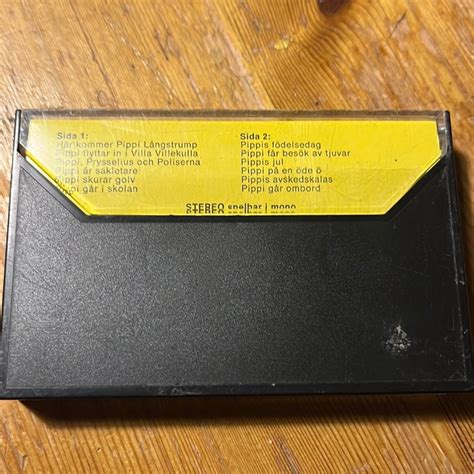 Sida 1:
Här kommer Pippi Långstrump
Pippi flyttar in i Villa Villekulla
Pippi, Prysselius och Poliserna
Pippi är sakletare
Pippi skurar golv
Pippi går i skolan
Sida 2:
Pippis födelsedag
Pippi får besök av tjuvar
Pippis jul
Pippi på en öde ö
Pippis avskedskalas
Pippi går ombord
STEREO spelbar i mono